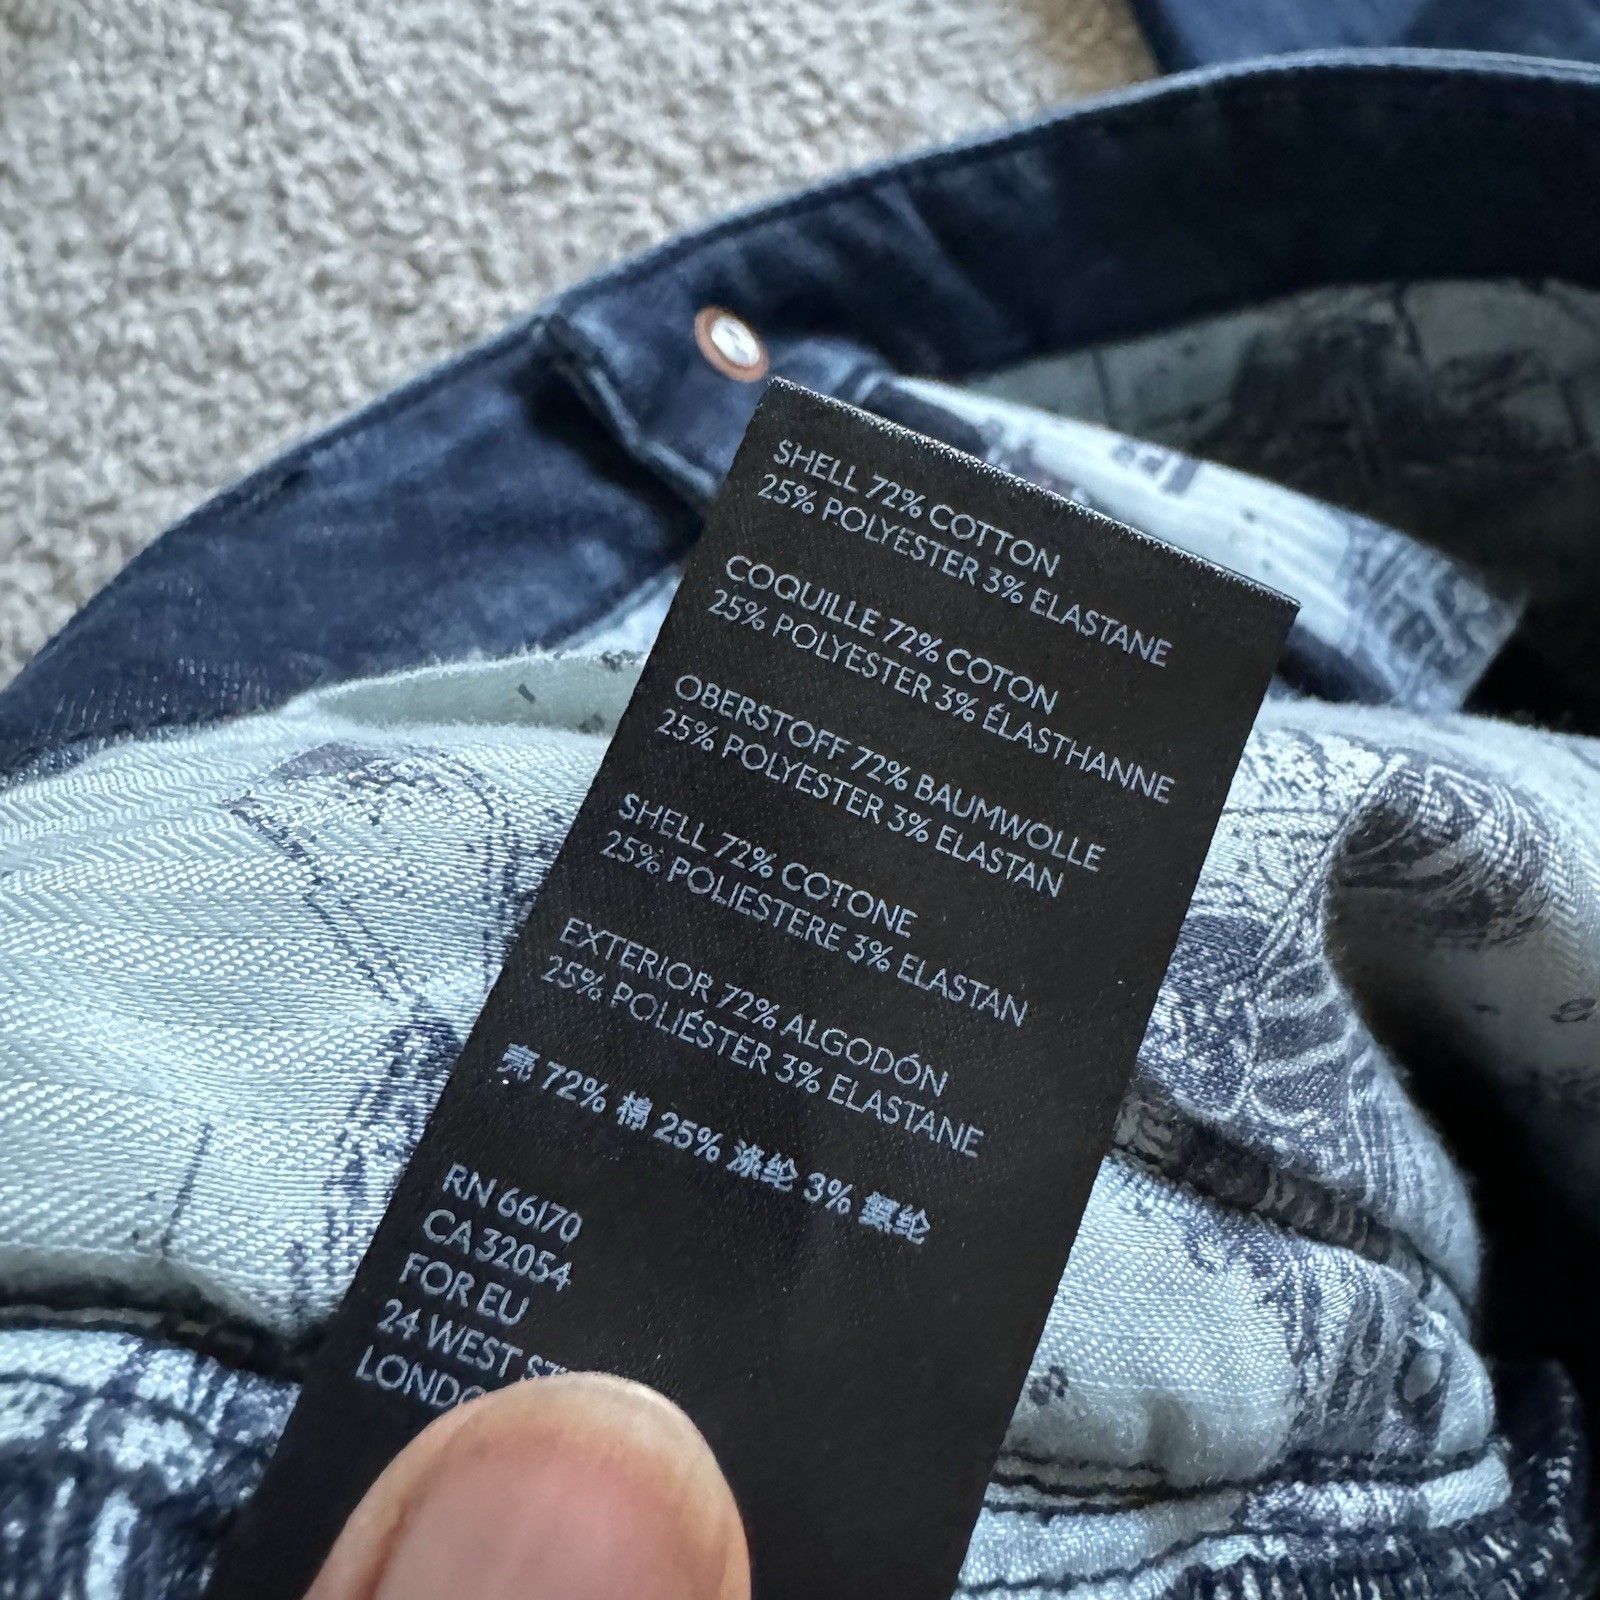 SHELL 72% COTTON
25% POLYESTER 3% ELASTANE
COQUILLE 72% COTON
25% POLYESTER 3% ÉLASTHANNE
OBERSTOFF 72% BAUMWOLLE
25% POLYESTER 3% ELASTAN
SHELL 72% COTONE
25% POLIESTERE 3% ELASTAN
EXTERIOR 72% ALGODÓN
25% POLIÉSTER 3% ELASTANE
壳 72% 棉 25% 涤纶 3% 氨纶
RN 66170
CA 32054
FOR EU
24 WEST